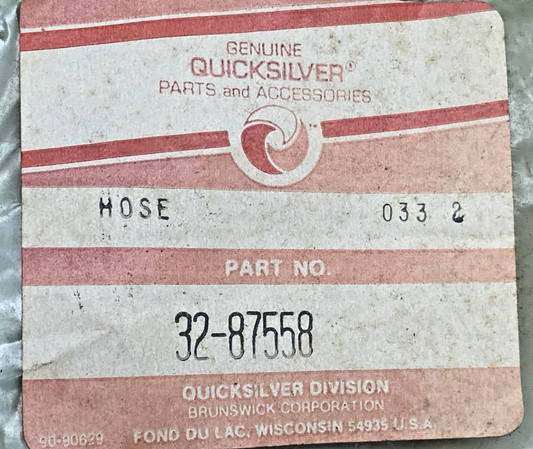 GENUINE
QUICKSILVER®
PARTS and ACCESSORIES
™
HOSE 033 2
PART NO.
32-87558
QUICKSILVER DIVISION
BRUNSWICK CORPORATION
90-90629 FOND DU LAC, WISCONSIN 54935 U.S.A.